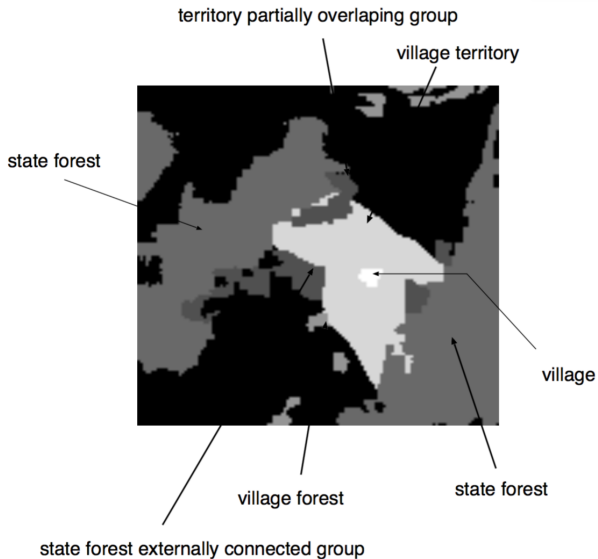 territory partially overlaping group
village territory
state forest
village
state forest
village forest
state forest externally connected group